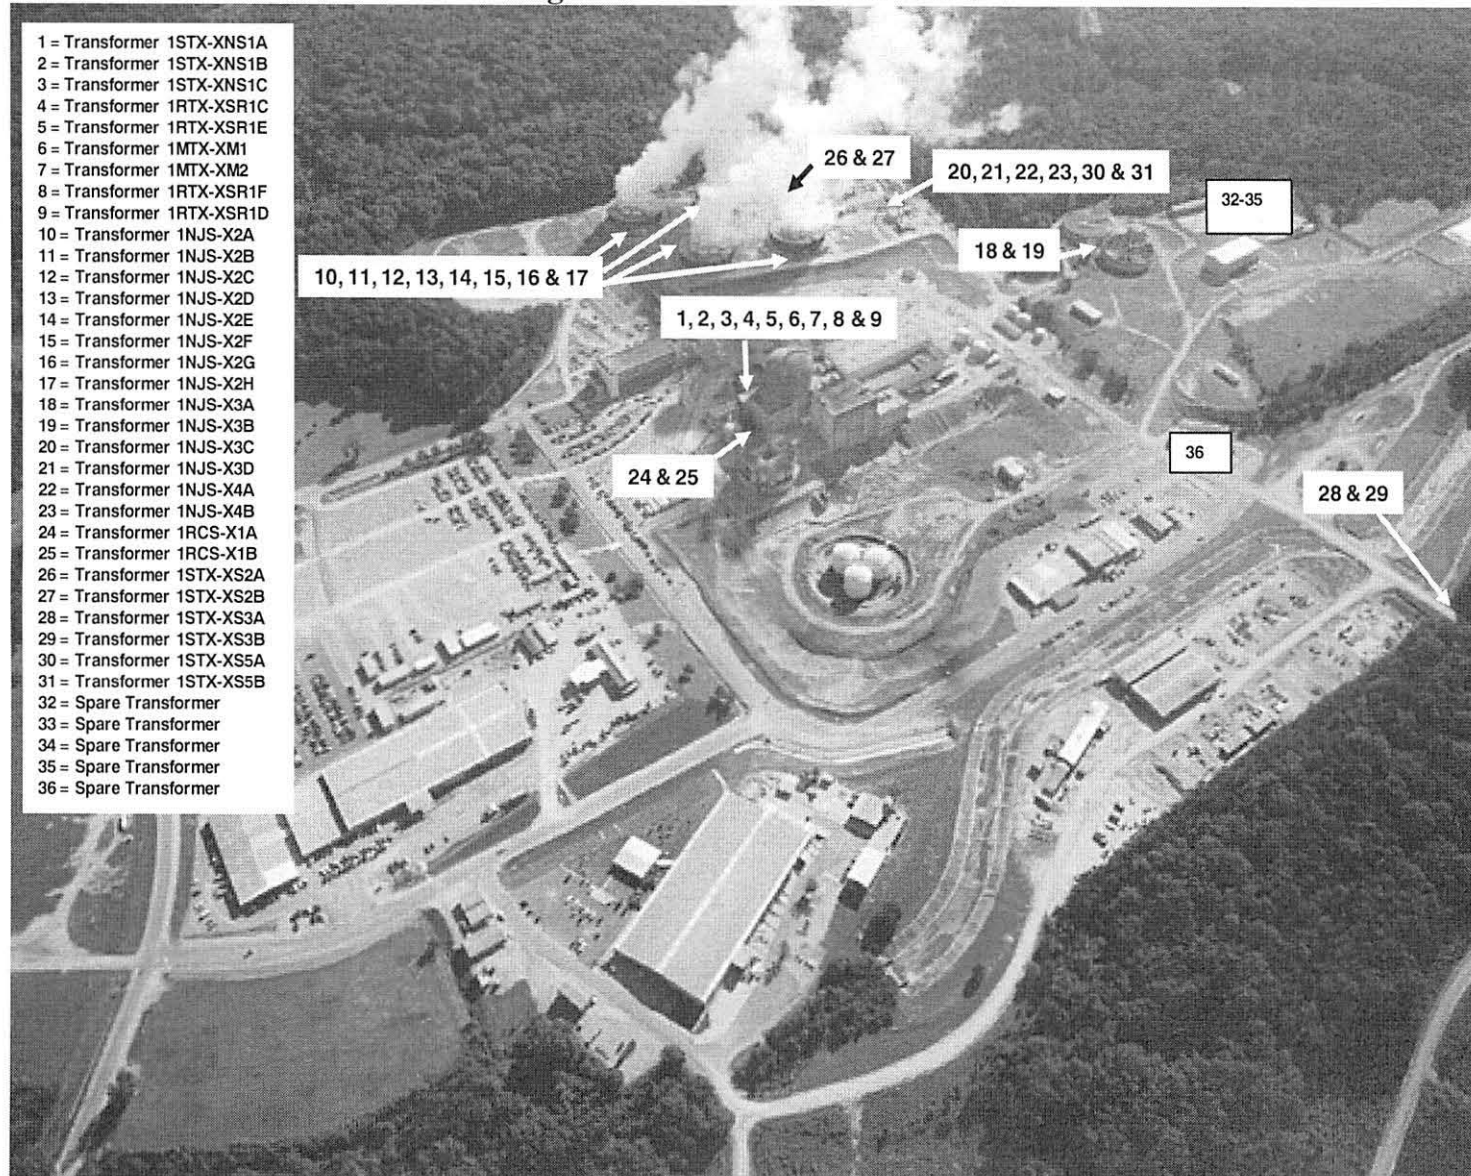 1 = Transformer 1STX-XNS1A
2 = Transformer 1STX-XNS1B
3 = Transformer 1STX-XNS1C
4 = Transformer 1RTX-XSR1C
5 = Transformer 1RTX-XSR1E
6 = Transformer 1MTX-XM1
7 = Transformer 1MTX-XM2
8 = Transformer 1RTX-XSR1F
9 = Transformer 1RTX-XSR1D
10 = Transformer 1NJS-X2A
11 = Transformer 1NJS-X2B
12 = Transformer 1NJS-X2C
13 = Transformer 1NJS-X2D
14 = Transformer 1NJS-X2E
15 = Transformer 1NJS-X2F
16 = Transformer 1NJS-X2G
17 = Transformer 1NJS-X2H
18 = Transformer 1NJS-X3A
19 = Transformer 1NJS-X3B
20 = Transformer 1NJS-X3C
21 = Transformer 1NJS-X3D
22 = Transformer 1NJS-X4A
23 = Transformer 1NJS-X4B
24 = Transformer 1RCS-X1A
25 = Transformer 1RCS-X1B
26 = Transformer 1STX-XS2A
27 = Transformer 1STX-XS2B
28 = Transformer 1STX-XS3A
29 = Transformer 1STX-XS3B
30 = Transformer 1STX-XS5A
31 = Transformer 1STX-XS5B
32 = Spare Transformer
33 = Spare Transformer
34 = Spare Transformer
35 = Spare Transformer
36 = Spare Transformer
26 & 27
20, 21, 22, 23, 30 & 31
32-35
18 & 19
10, 11, 12, 13, 14, 15, 16 & 17
1, 2, 3, 4, 5, 6, 7, 8 & 9
36
24 & 25
28 & 29